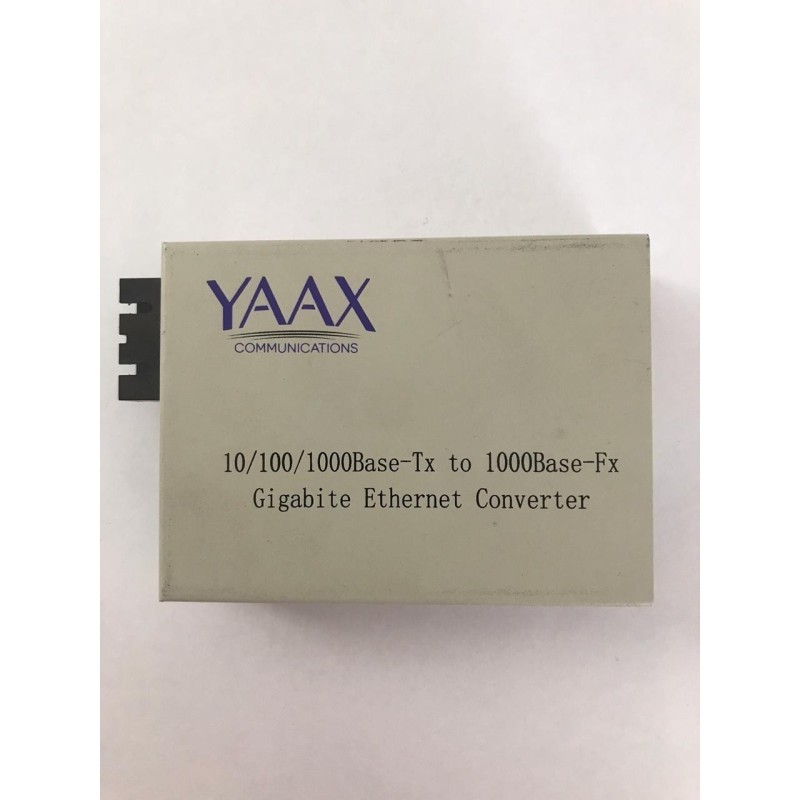 YAAX
COMMUNICATIONS
10/100/1000Base-Tx to 1000Base-Fx
Gigabite Ethernet Converter